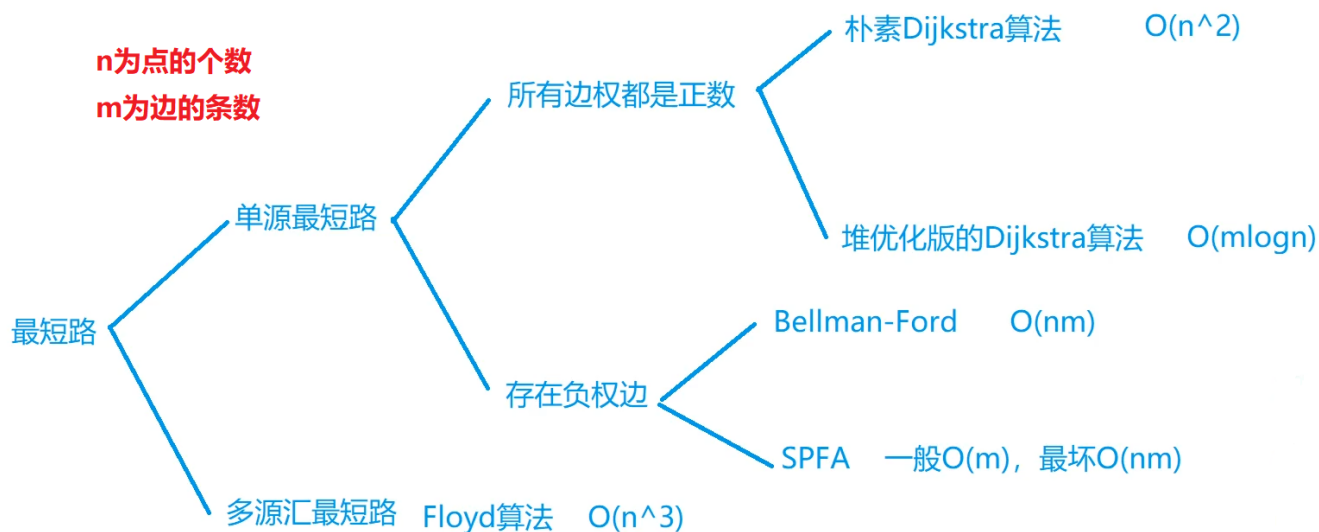 n为点的个数
m为边的条数
朴素Dijkstra算法 O(n^2)
所有边权都是正数
单源最短路
堆优化版的Dijkstra算法 O(mlogn)
最短路
Bellman-Ford O(nm)
存在负权边
SPFA 一般O(m)，最坏O(nm)
多源汇最短路 Floyd算法 O(n^3)